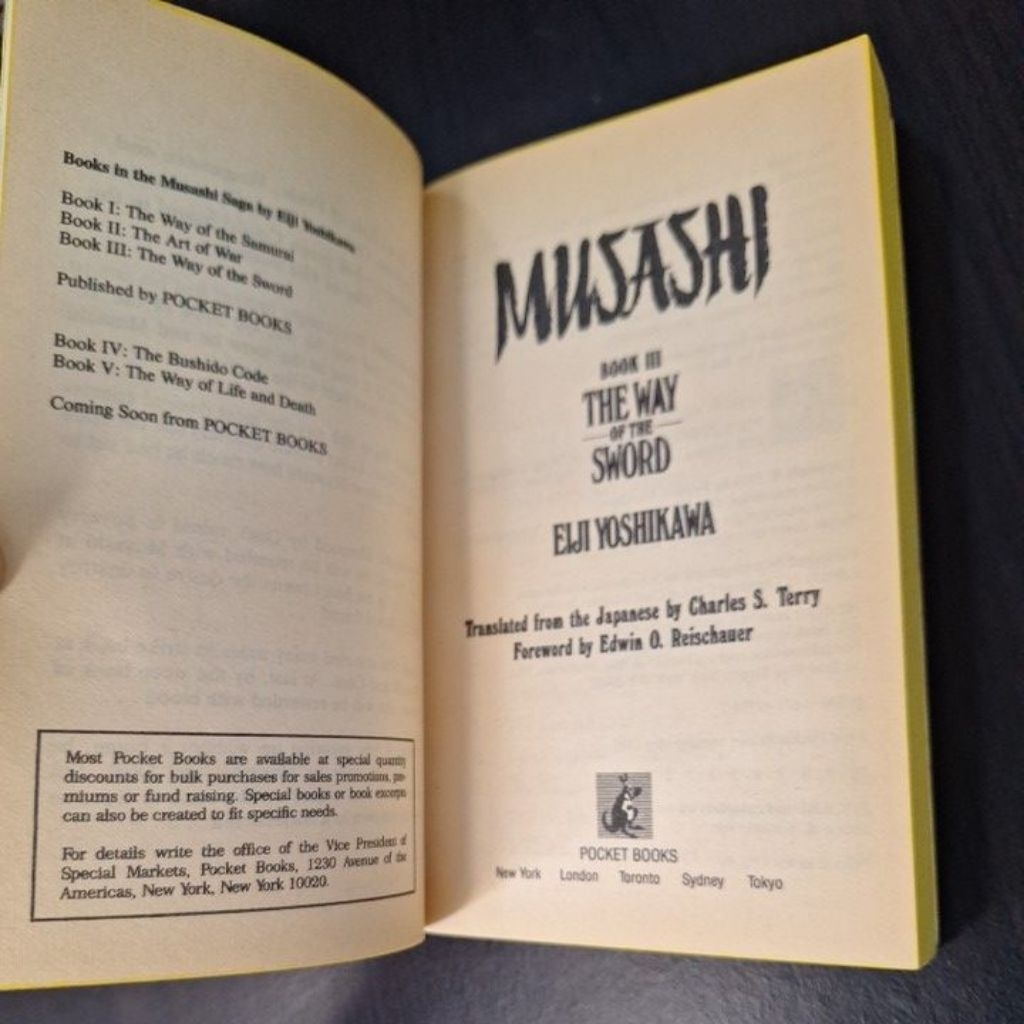 Books in the Musashi Saga by Eiji Yoshikawa
Book I: The Way of the Samurai
Book II: The Art of War
Book III: The Way of the Sword
Published by POCKET BOOKS
Book IV: The Bushido Code
Book V: The Way of Life and Death
Coming Soon from POCKET BOOKS
Most Pocket Books are available at special quantity
discounts for bulk purchases for sales promotions, pre-
miums or fund raising. Special books or book excerpts
can also be created to fit specific needs.
For details write the office of the Vice President of
Special Markets, Pocket Books, 1230 Avenue of the
Americas, New York, New York 10020.
MUSASHI
BOOK III
THE WAY
OF THE
SWORD
EIJI YOSHIKAWA
Translated from the Japanese by Charles S. Terry
Foreword by Edwin O. Reischauer
POCKET BOOKS
New York London Toronto Sydney Tokyo